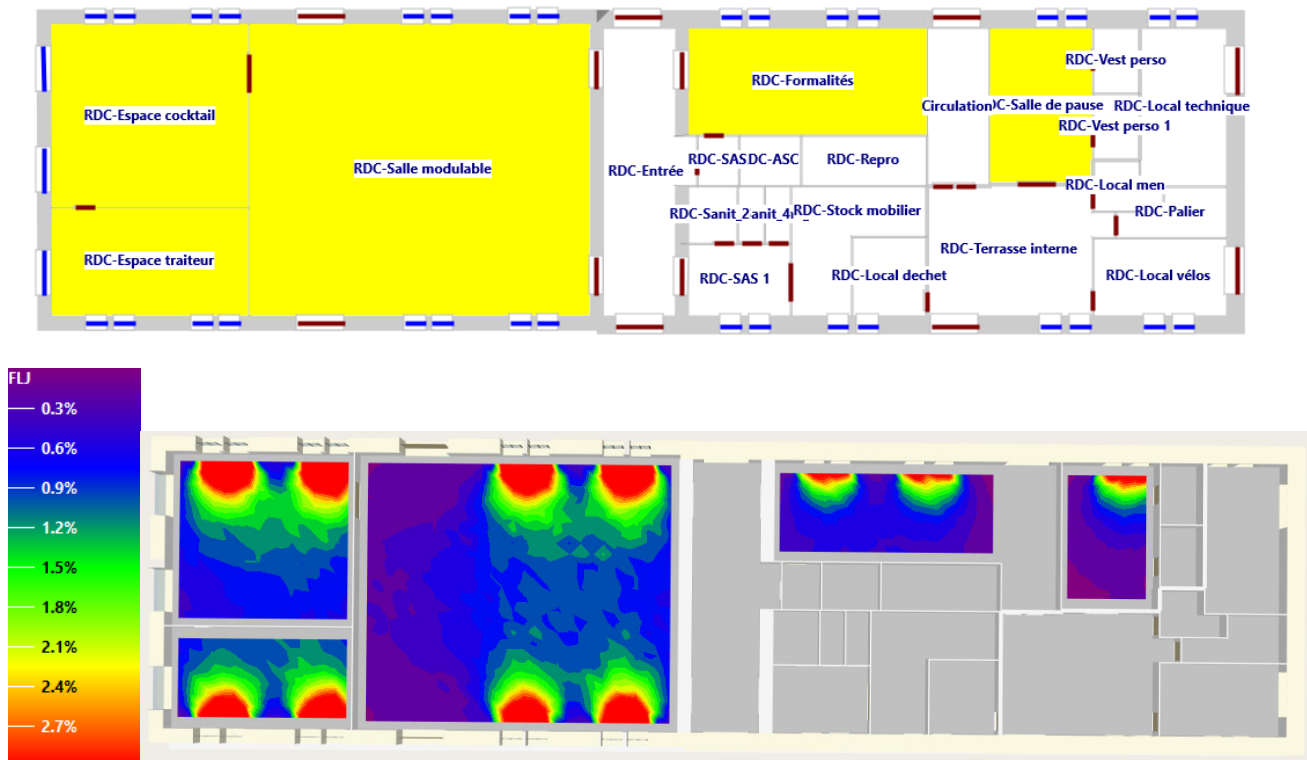 RDC-Vest perso
RDC-Formalités
RDC-Espace cocktail
Circulation
DC-Salle de pause
RDC-Local technique
RDC-Vest perso 1
RDC-Salle modulable
RDC-Entrée
RDC-SAS
DC-ASC
RDC-Repro
RDC-Local men
RDC-Sanit_2
anit_4
RDC-Stock mobilier
RDC-Palier
RDC-Terrasse interne
RDC-Espace traiteur
RDC-SAS 1
RDC-Local dechet
RDC-Local vélos
FLJ
0.3%
0.6%
0.9%
1.2%
1.5%
1.8%
2.1%
2.4%
2.7%